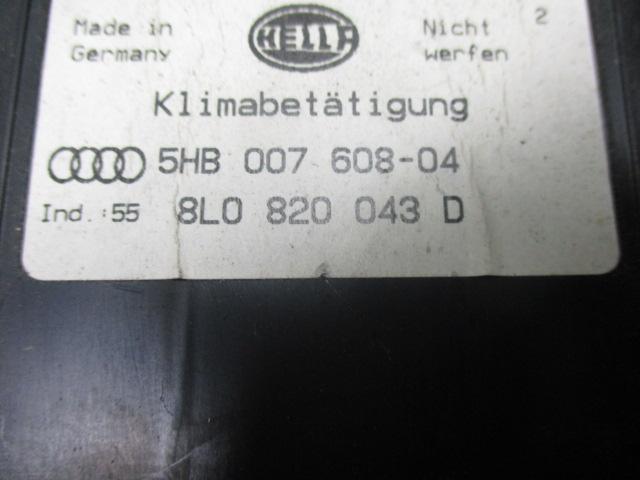 Made in
Germany
HELLA
Nicht
werfen
2
Klimabetätigung
5HB 007 608-04
Ind.:55 8L0 820 043 D